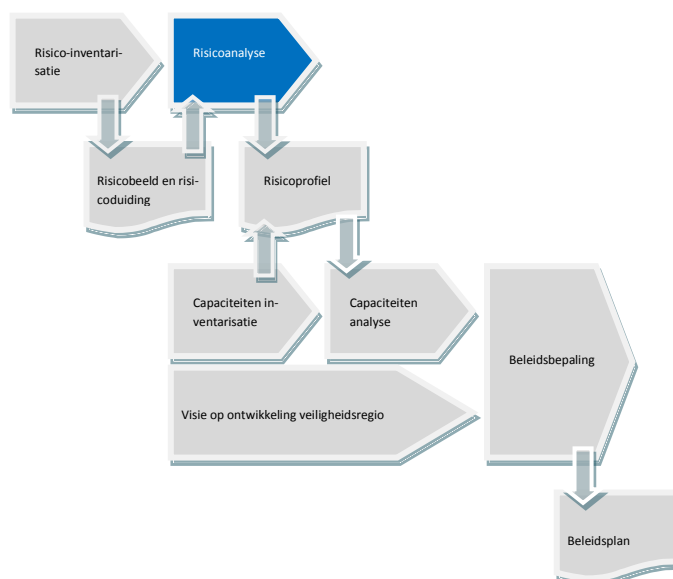 Risico-inventari-
satie
Risicoanalyse
Risicobeeld en risi-
coduiding
Risicoprofiel
Capaciteiten in-
ventarisatie
Capaciteiten
analyse
Beleidsbepaling
Visie op ontwikkeling veiligheidsregio
Beleidsplan